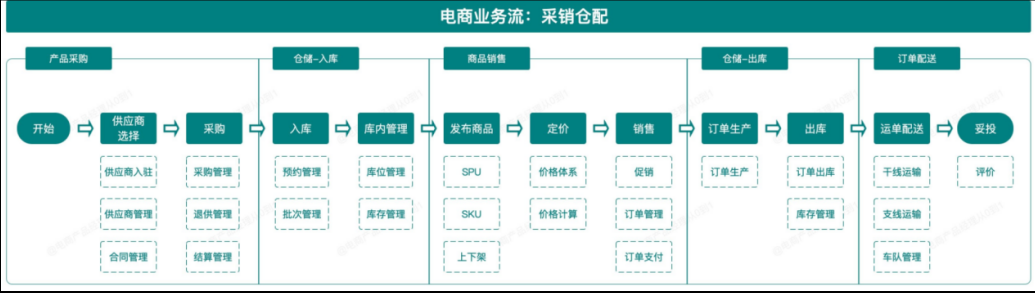 电商业务流：采销仓配
产品采购
仓储-入库
商品销售
仓储-出库
订单配送
开始
供应商
选择
采购
入库
库内管理
发布商品
定价
销售
订单生产
出库
运单配送
妥投
供应商入驻
采购管理
预约管理
库位管理
SPU
价格体系
促销
订单生产
订单出库
干线运输
评价
供应商管理
退供管理
批次管理
库存管理
SKU
价格计算
订单管理
库存管理
支线运输
合同管理
结算管理
上下架
订单支付
车队管理